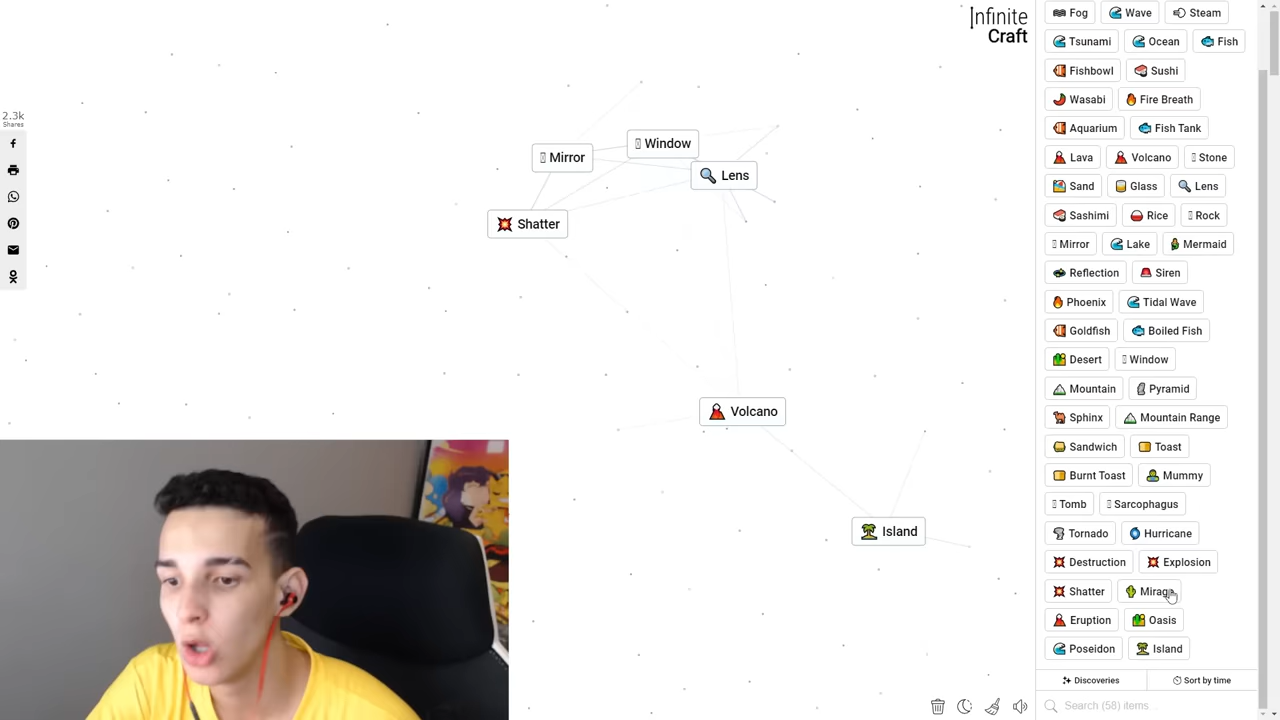 Infinite
Craft
2.3k
Shares
Mirror
Window
Lens
Shatter
Volcano
Island
Fog Wave Steam
Tsunami Ocean Fish
Fishbowl Sushi
Wasabi Fire Breath
Aquarium Fish Tank
Lava Volcano Stone
Sand Glass Lens
Sashimi Rice Rock
Mirror Lake Mermaid
Reflection Siren
Phoenix Tidal Wave
Goldfish Boiled Fish
Desert Window
Mountain Pyramid
Sphinx Mountain Range
Sandwich Toast
Burnt Toast Mummy
Tomb Sarcophagus
Tornado Hurricane
Destruction Explosion
Shatter Mirage
Eruption Oasis
Poseidon Island
Discoveries Sort by time
Search (58) items...